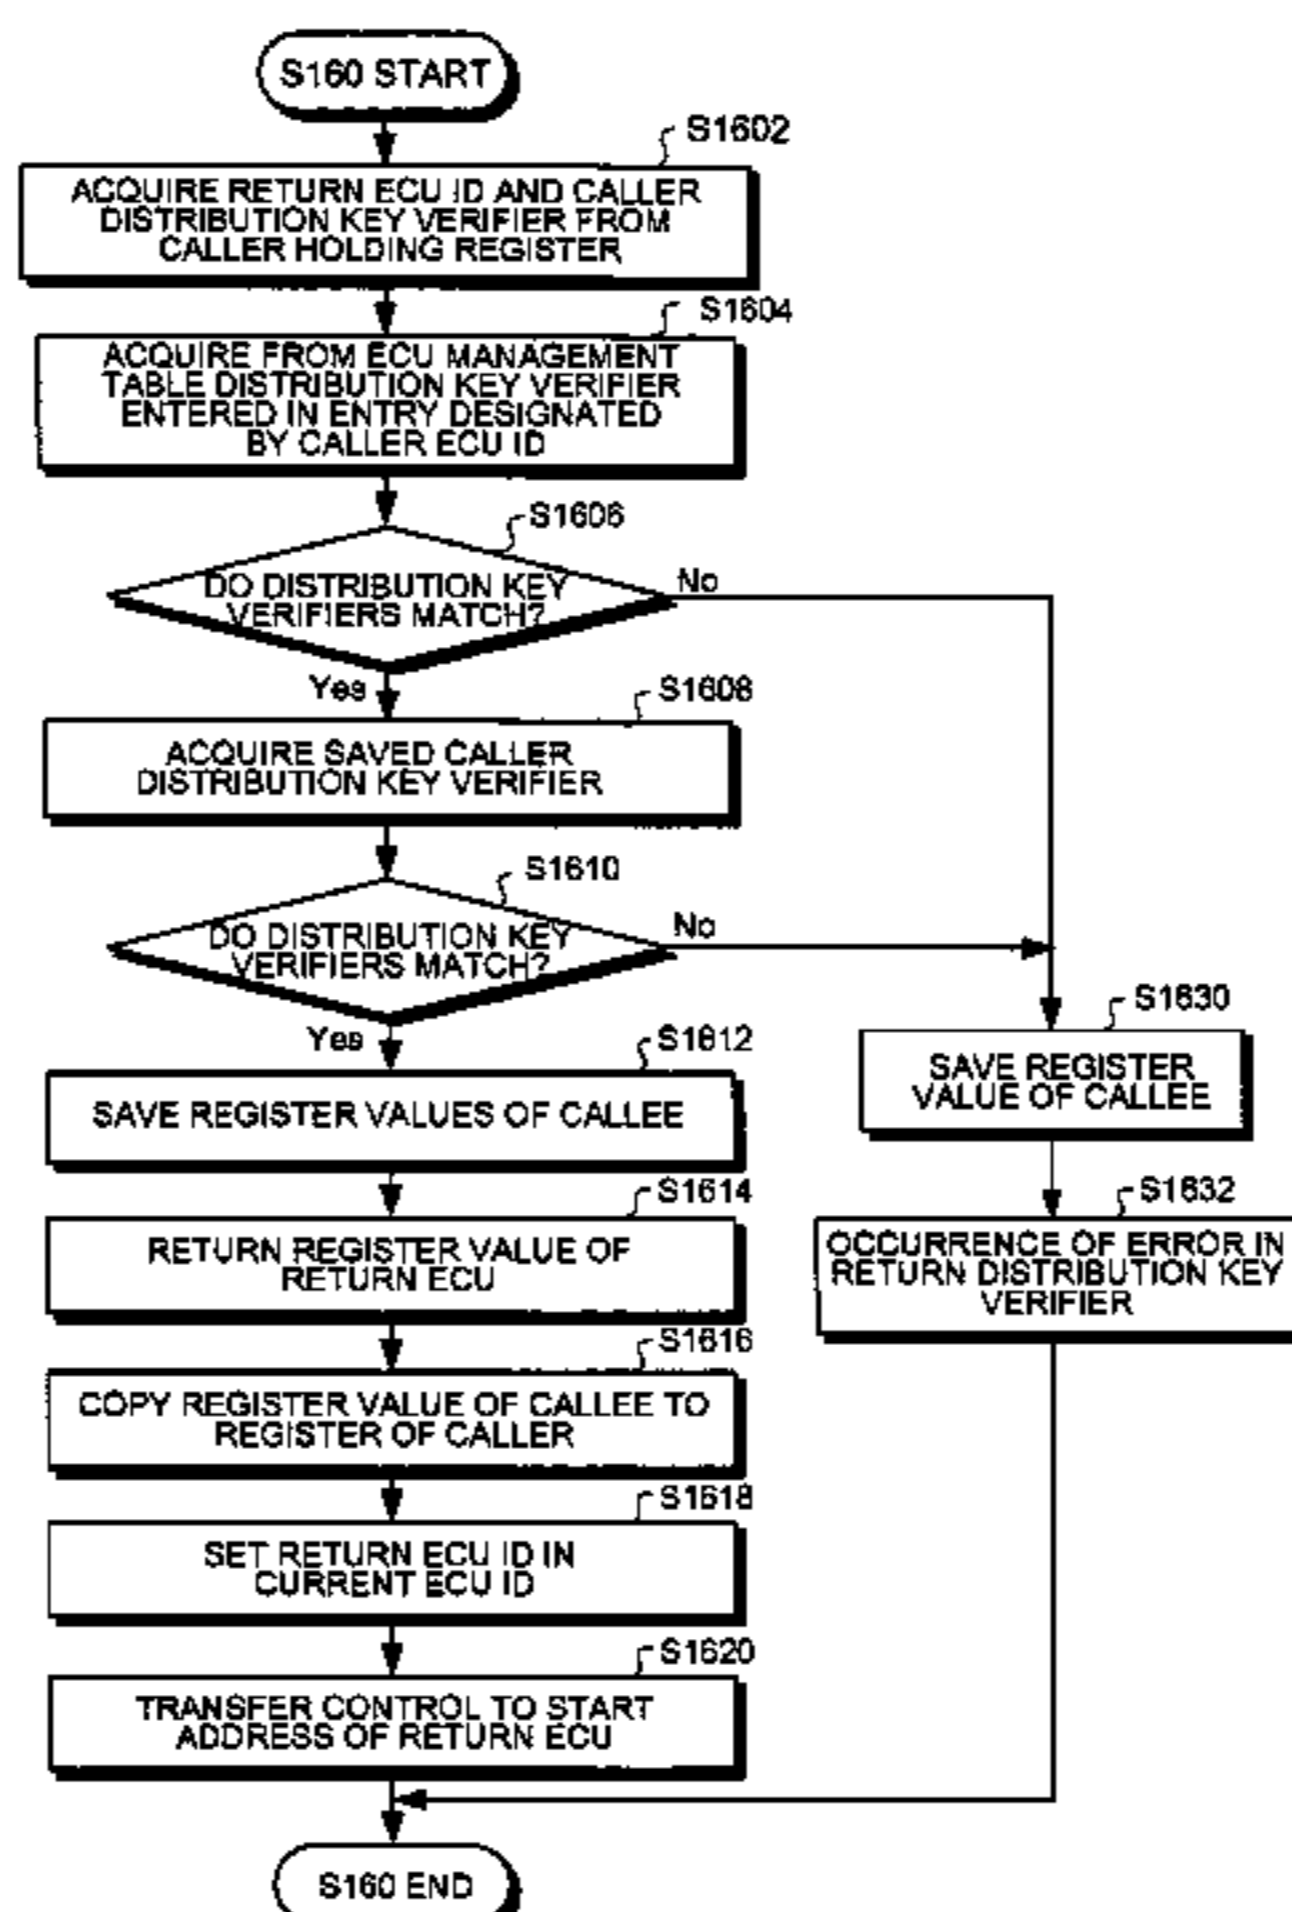 S160 START
S1602
ACQUIRE RETURN ECU ID AND CALLER
DISTRIBUTION KEY VERIFIER FROM
CALLER HOLDING REGISTER
S1604
ACQUIRE FROM ECU MANAGEMENT
TABLE DISTRIBUTION KEY VERIFIER
ENTERED IN ENTRY DESIGNATED
BY CALLER ECU ID
S1606
DO DISTRIBUTION KEY
VERIFIERS MATCH?
No
Yes
S1608
ACQUIRE SAVED CALLER
DISTRIBUTION KEY VERIFIER
S1610
DO DISTRIBUTION KEY
VERIFIERS MATCH?
No
Yes
S1612
SAVE REGISTER VALUES OF CALLEE
S1630
SAVE REGISTER
VALUE OF CALLEE
S1614
RETURN REGISTER VALUE OF
RETURN ECU
S1632
OCCURRENCE OF ERROR IN
RETURN DISTRIBUTION KEY
VERIFIER
S1616
COPY REGISTER VALUE OF CALLEE TO
REGISTER OF CALLER
S1618
SET RETURN ECU ID IN
CURRENT ECU ID
S1620
TRANSFER CONTROL TO START
ADDRESS OF RETURN ECU
S160 END